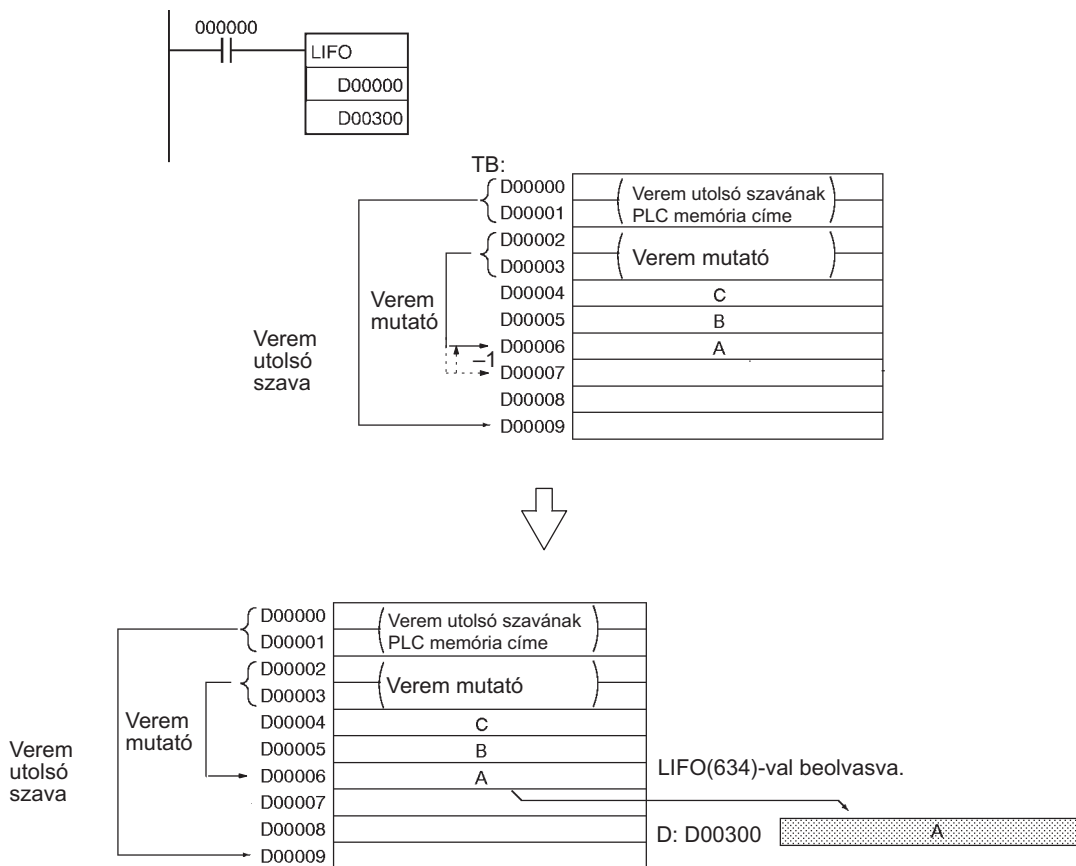 000000
LIFO
D00000
D00300
TB:
D00000
D00001
Verem utolsó szavának
PLC memória címe
D00002
D00003
Verem mutató
D00004
C
D00005
B
D00006
A
D00007
D00008
D00009
Verem
mutató
–1
Verem
utolsó
szava
D00000
D00001
Verem utolsó szavának
PLC memória címe
D00002
D00003
Verem mutató
D00004
C
D00005
B
D00006
A
D00007
D00008
D00009
Verem
mutató
Verem
utolsó
szava
LIFO(634)-val beolvasva.
D: D00300
A